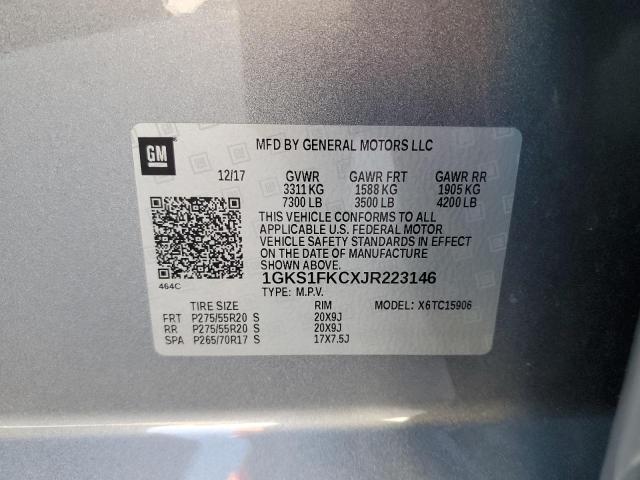 GM
MFD BY GENERAL MOTORS LLC
12/17 GVWR GAWR FRT GAWR RR
3311 KG 1588 KG 1905 KG
7300 LB 3500 LB 4200 LB
THIS VEHICLE CONFORMS TO ALL
APPLICABLE U.S. FEDERAL MOTOR
VEHICLE SAFETY STANDARDS IN EFFECT
ON THE DATE OF MANUFACTURE
SHOWN ABOVE.
464C
1GKS1FKCXJR223146
TYPE: M.P.V.
TIRE SIZE RIM MODEL: X6TC15906
FRT P275/55R20 S 20X9J
RR P275/55R20 S 20X9J
SPA P265/70R17 S 17X7.5J